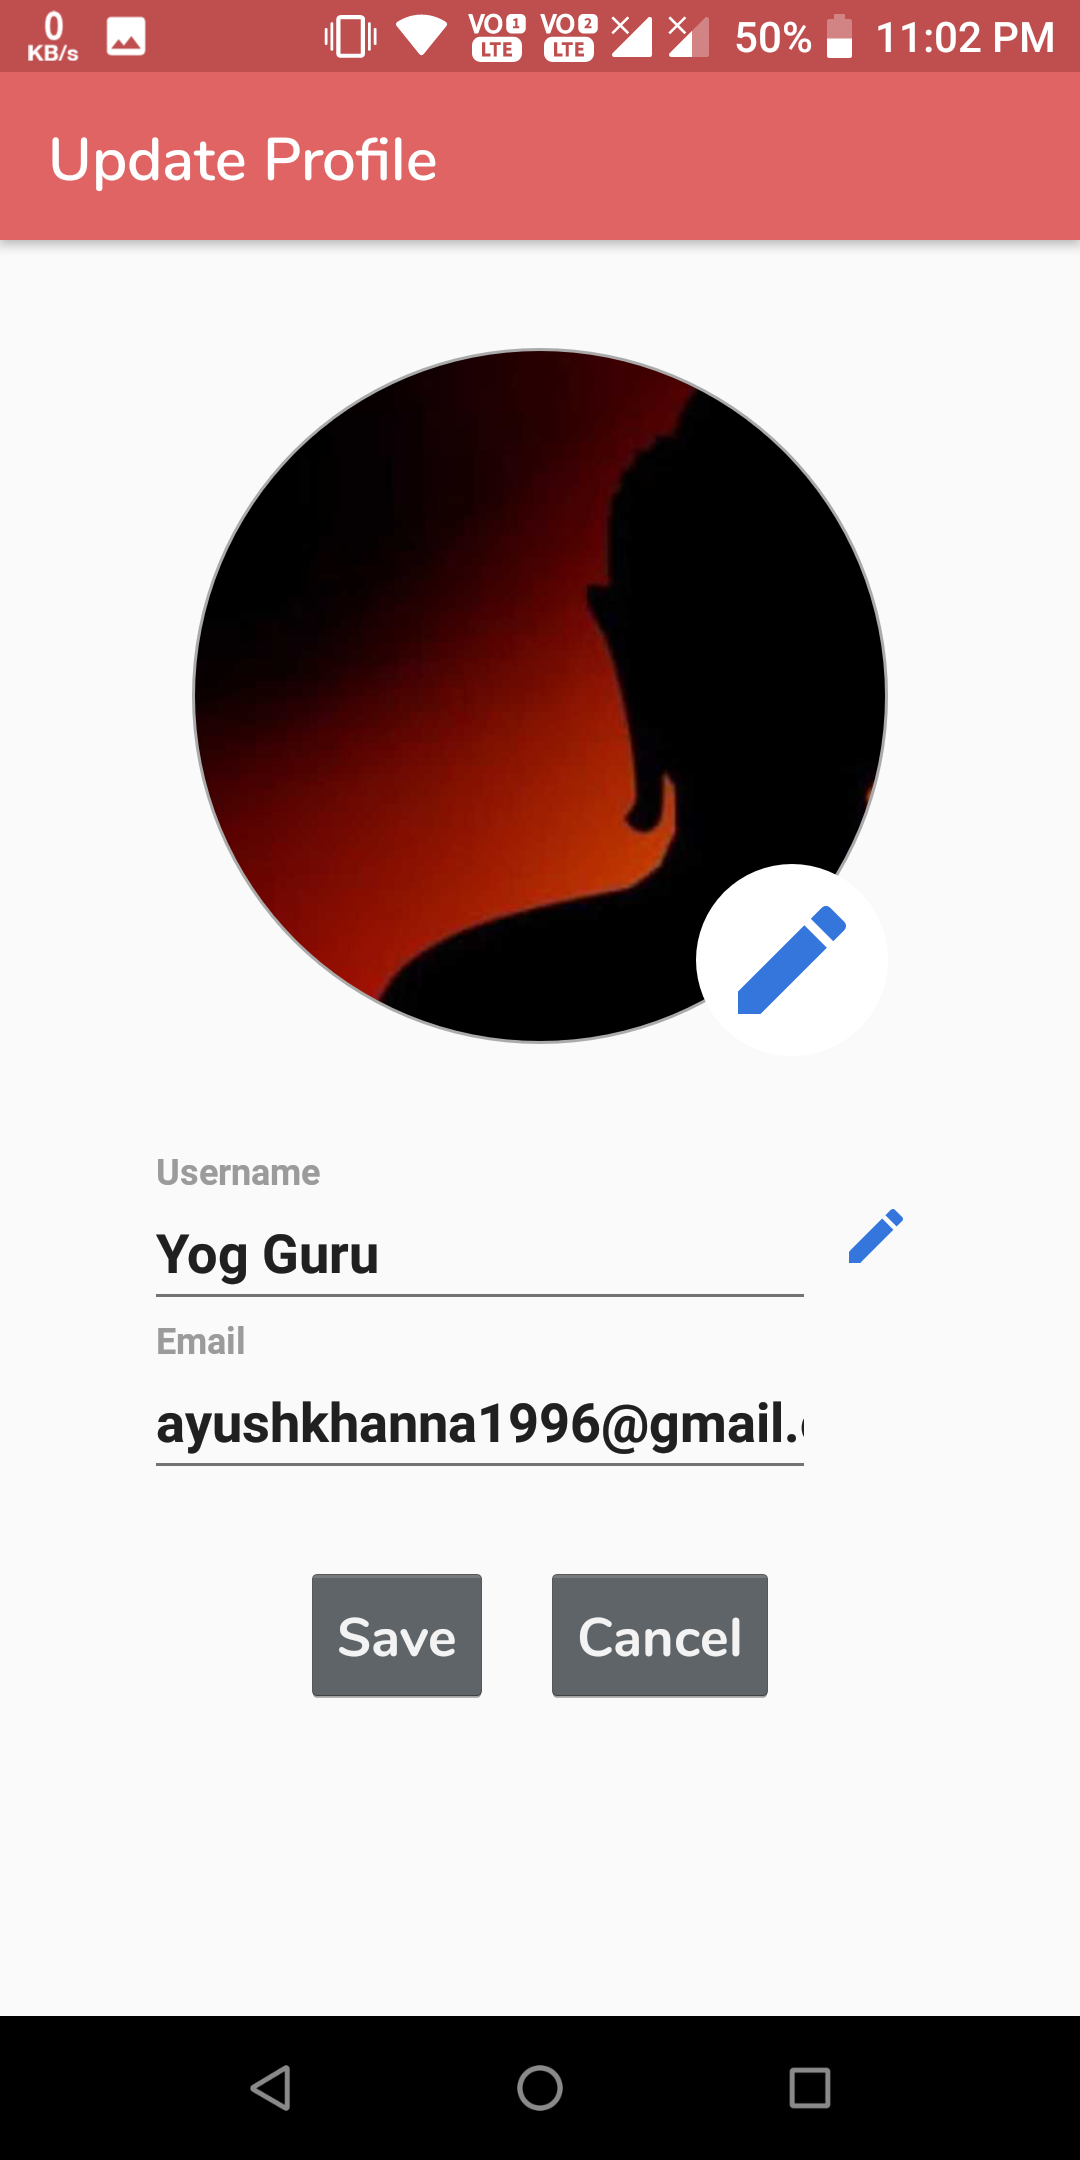 0 KB/s VO 1 LTE VO 2 LTE 50% 11:02 PM
Update Profile
Username
Yog Guru
Email
ayushkhanna1996@gmail.
Save Cancel